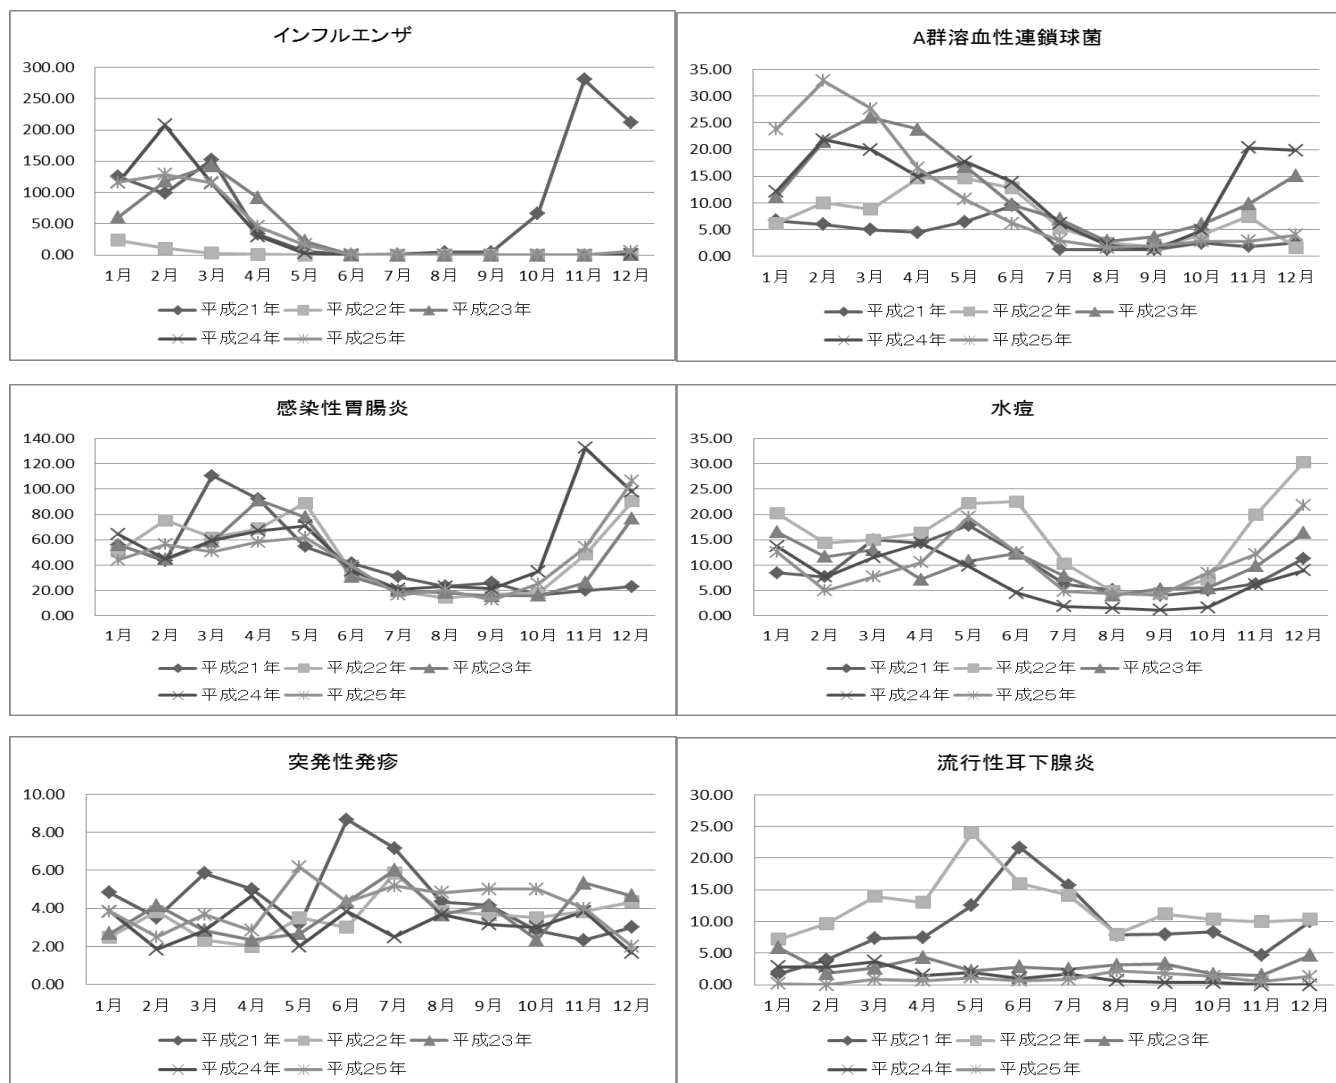 インフルエンザ
300.00
250.00
200.00
150.00
100.00
50.00
0.00
1月 2月 3月 4月 5月 6月 7月 8月 9月 10月 11月 12月
平成21年 平成22年 平成23年
平成24年 平成25年
A群溶血性連鎖球菌
35.00
30.00
25.00
20.00
15.00
10.00
5.00
0.00
1月 2月 3月 4月 5月 6月 7月 8月 9月 10月 11月 12月
平成21年 平成22年 平成23年
平成24年 平成25年
感染性胃腸炎
140.00
120.00
100.00
80.00
60.00
40.00
20.00
0.00
1月 2月 3月 4月 5月 6月 7月 8月 9月 10月 11月 12月
平成21年 平成22年 平成23年
平成24年 平成25年
水痘
35.00
30.00
25.00
20.00
15.00
10.00
5.00
0.00
1月 2月 3月 4月 5月 6月 7月 8月 9月 10月 11月 12月
平成21年 平成22年 平成23年
平成24年 平成25年
突発性発疹
10.00
8.00
6.00
4.00
2.00
0.00
1月 2月 3月 4月 5月 6月 7月 8月 9月 10月 11月 12月
平成21年 平成22年 平成23年
平成24年 平成25年
流行性耳下腺炎
30.00
25.00
20.00
15.00
10.00
5.00
0.00
1月 2月 3月 4月 5月 6月 7月 8月 9月 10月 11月 12月
平成21年 平成22年 平成23年
平成24年 平成25年